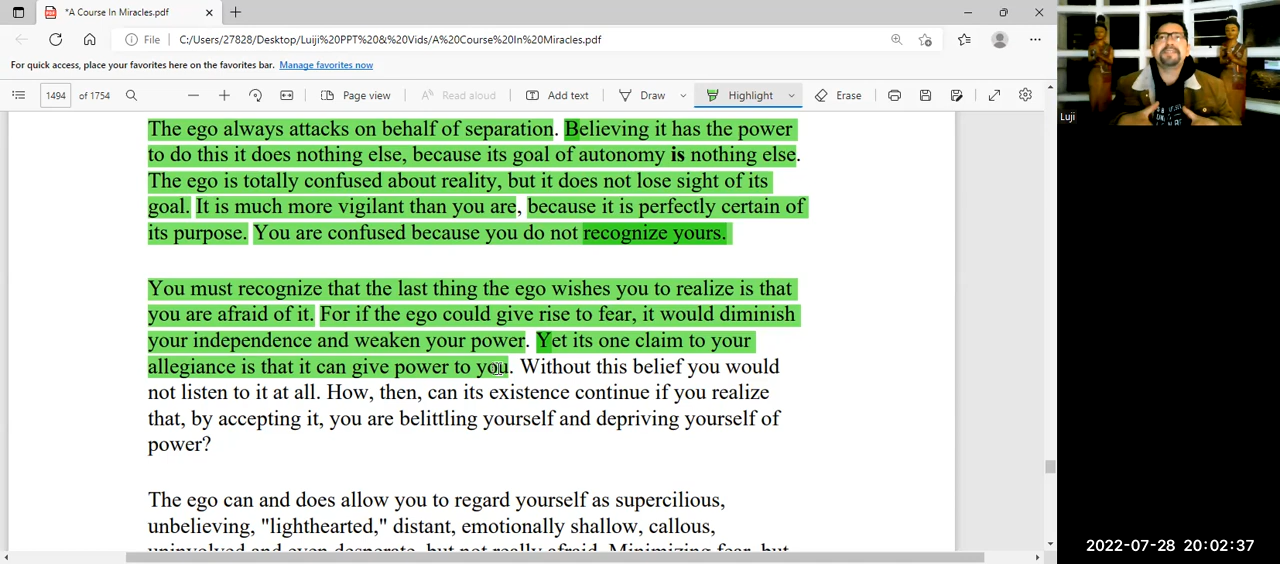 *A Course In Miracles.pdf
File
C:/Users/27828/Desktop/Luiji%20PPT%20&%20Vids/A%20Course%20In%20Miracles.pdf
For quick access, place your favorites here on the favorites bar. Manage favorites now
1494 of 1754
Page view
Read aloud
Add text
Draw
Highlight
Erase
The ego always attacks on behalf of separation. Believing it has the power
to do this it does nothing else, because its goal of autonomy is nothing else.
The ego is totally confused about reality, but it does not lose sight of its
goal. It is much more vigilant than you are, because it is perfectly certain of
its purpose. You are confused because you do not recognize yours.
You must recognize that the last thing the ego wishes you to realize is that
you are afraid of it. For if the ego could give rise to fear, it would diminish
your independence and weaken your power. Yet its one claim to your
allegiance is that it can give power to you. Without this belief you would
not listen to it at all. How, then, can its existence continue if you realize
that, by accepting it, you are belittling yourself and depriving yourself of
power?
The ego can and does allow you to regard yourself as supercilious,
unbelieving, "lighthearted," distant, emotionally shallow, callous,
uninvolved and even desperate, but not really afraid. Minimizing fear, but
Luji
2022-07-28 20:02:37